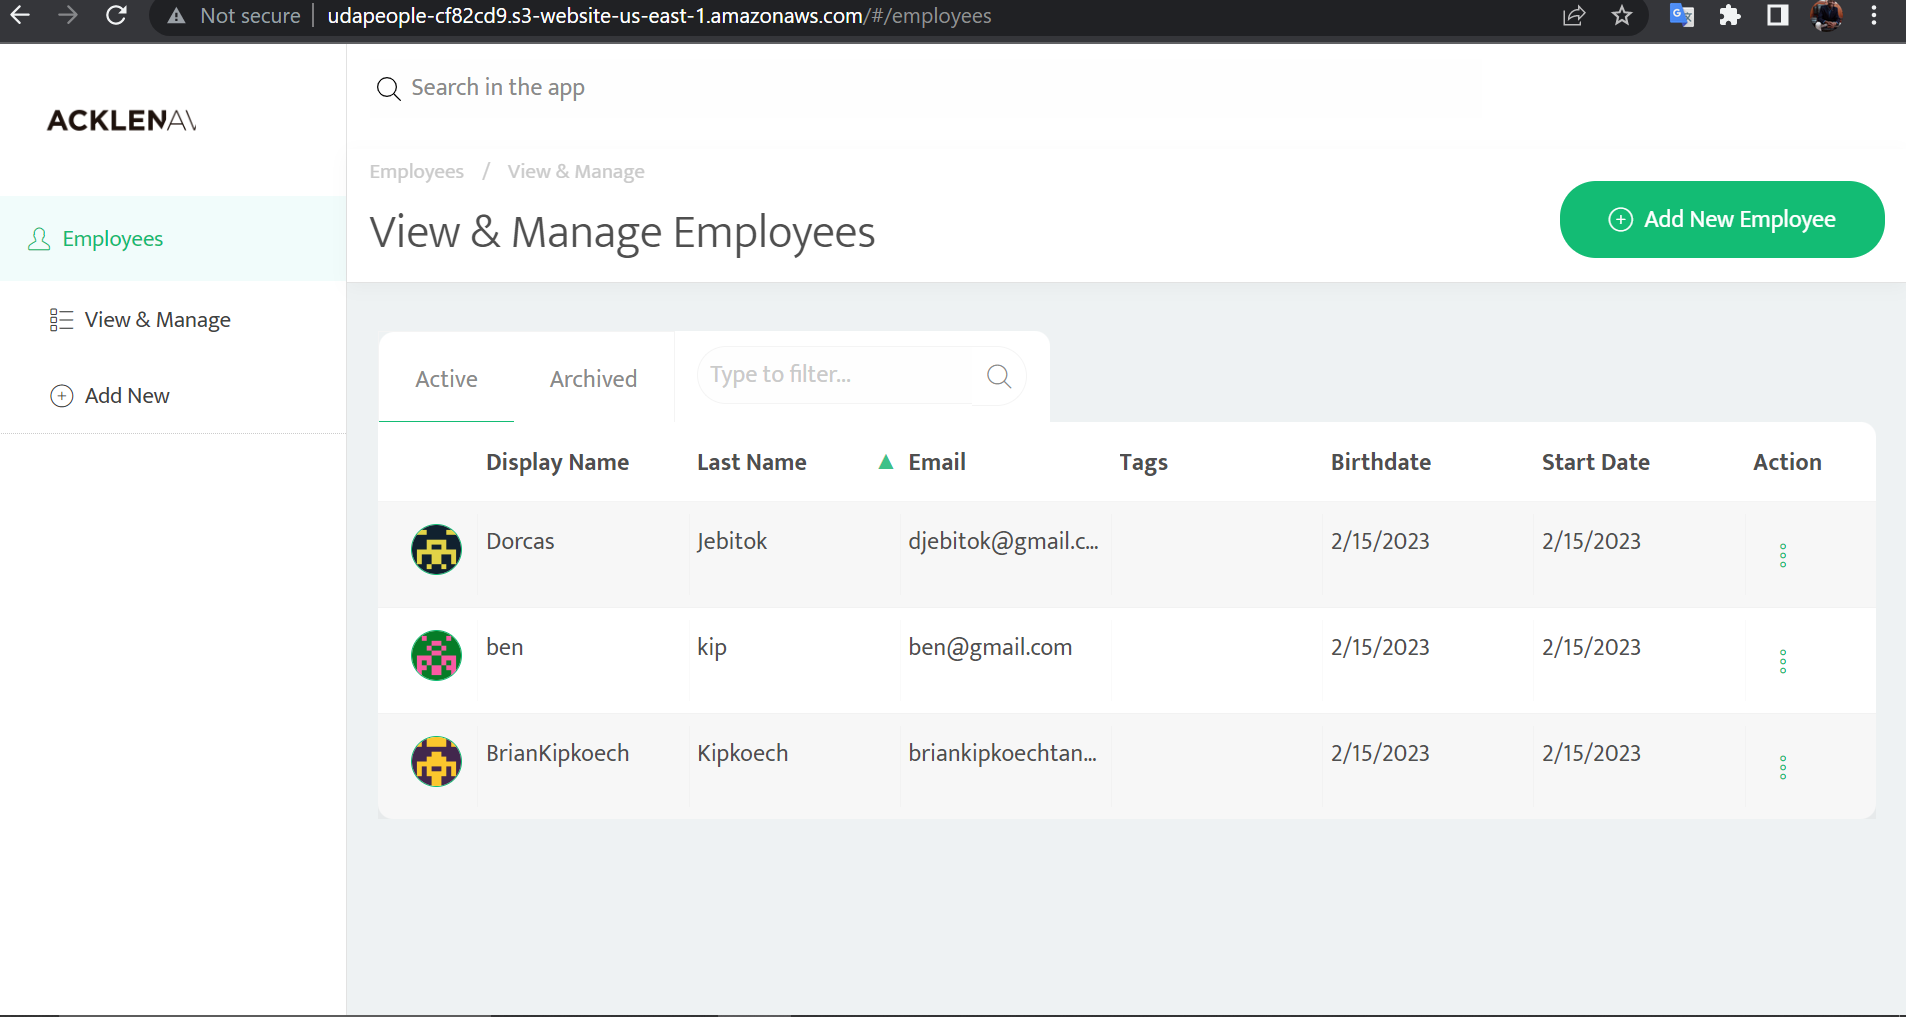 Not secure | udapeople-cf82cd9.s3-website-us-east-1.amazonaws.com/#/employees
ACKLENAV
Search in the app
Employees / View & Manage
View & Manage Employees
Add New Employee
Employees
View & Manage
Add New
Active Archived Type to filter...
Display Name Last Name ▲ Email Tags Birthdate Start Date Action
Dorcas Jebitok djebitok@gmail.c... 2/15/2023 2/15/2023
ben kip ben@gmail.com 2/15/2023 2/15/2023
BrianKipkoech Kipkoech briankipkoechtan... 2/15/2023 2/15/2023